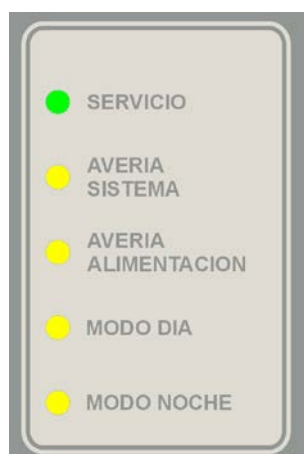 SERVICIO
AVERIA
SISTEMA
AVERIA
ALIMENTACION
MODO DIA
MODO NOCHE